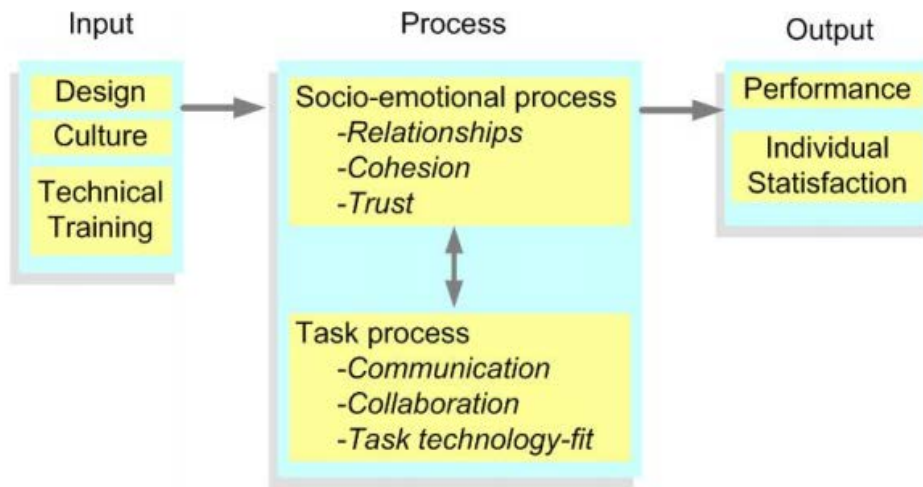 Input
Design
Culture
Technical
Training
Process
Socio-emotional process
-Relationships
-Cohesion
-Trust
Task process
-Communication
-Collaboration
-Task technology-fit
Output
Performance
Individual
Statisfaction